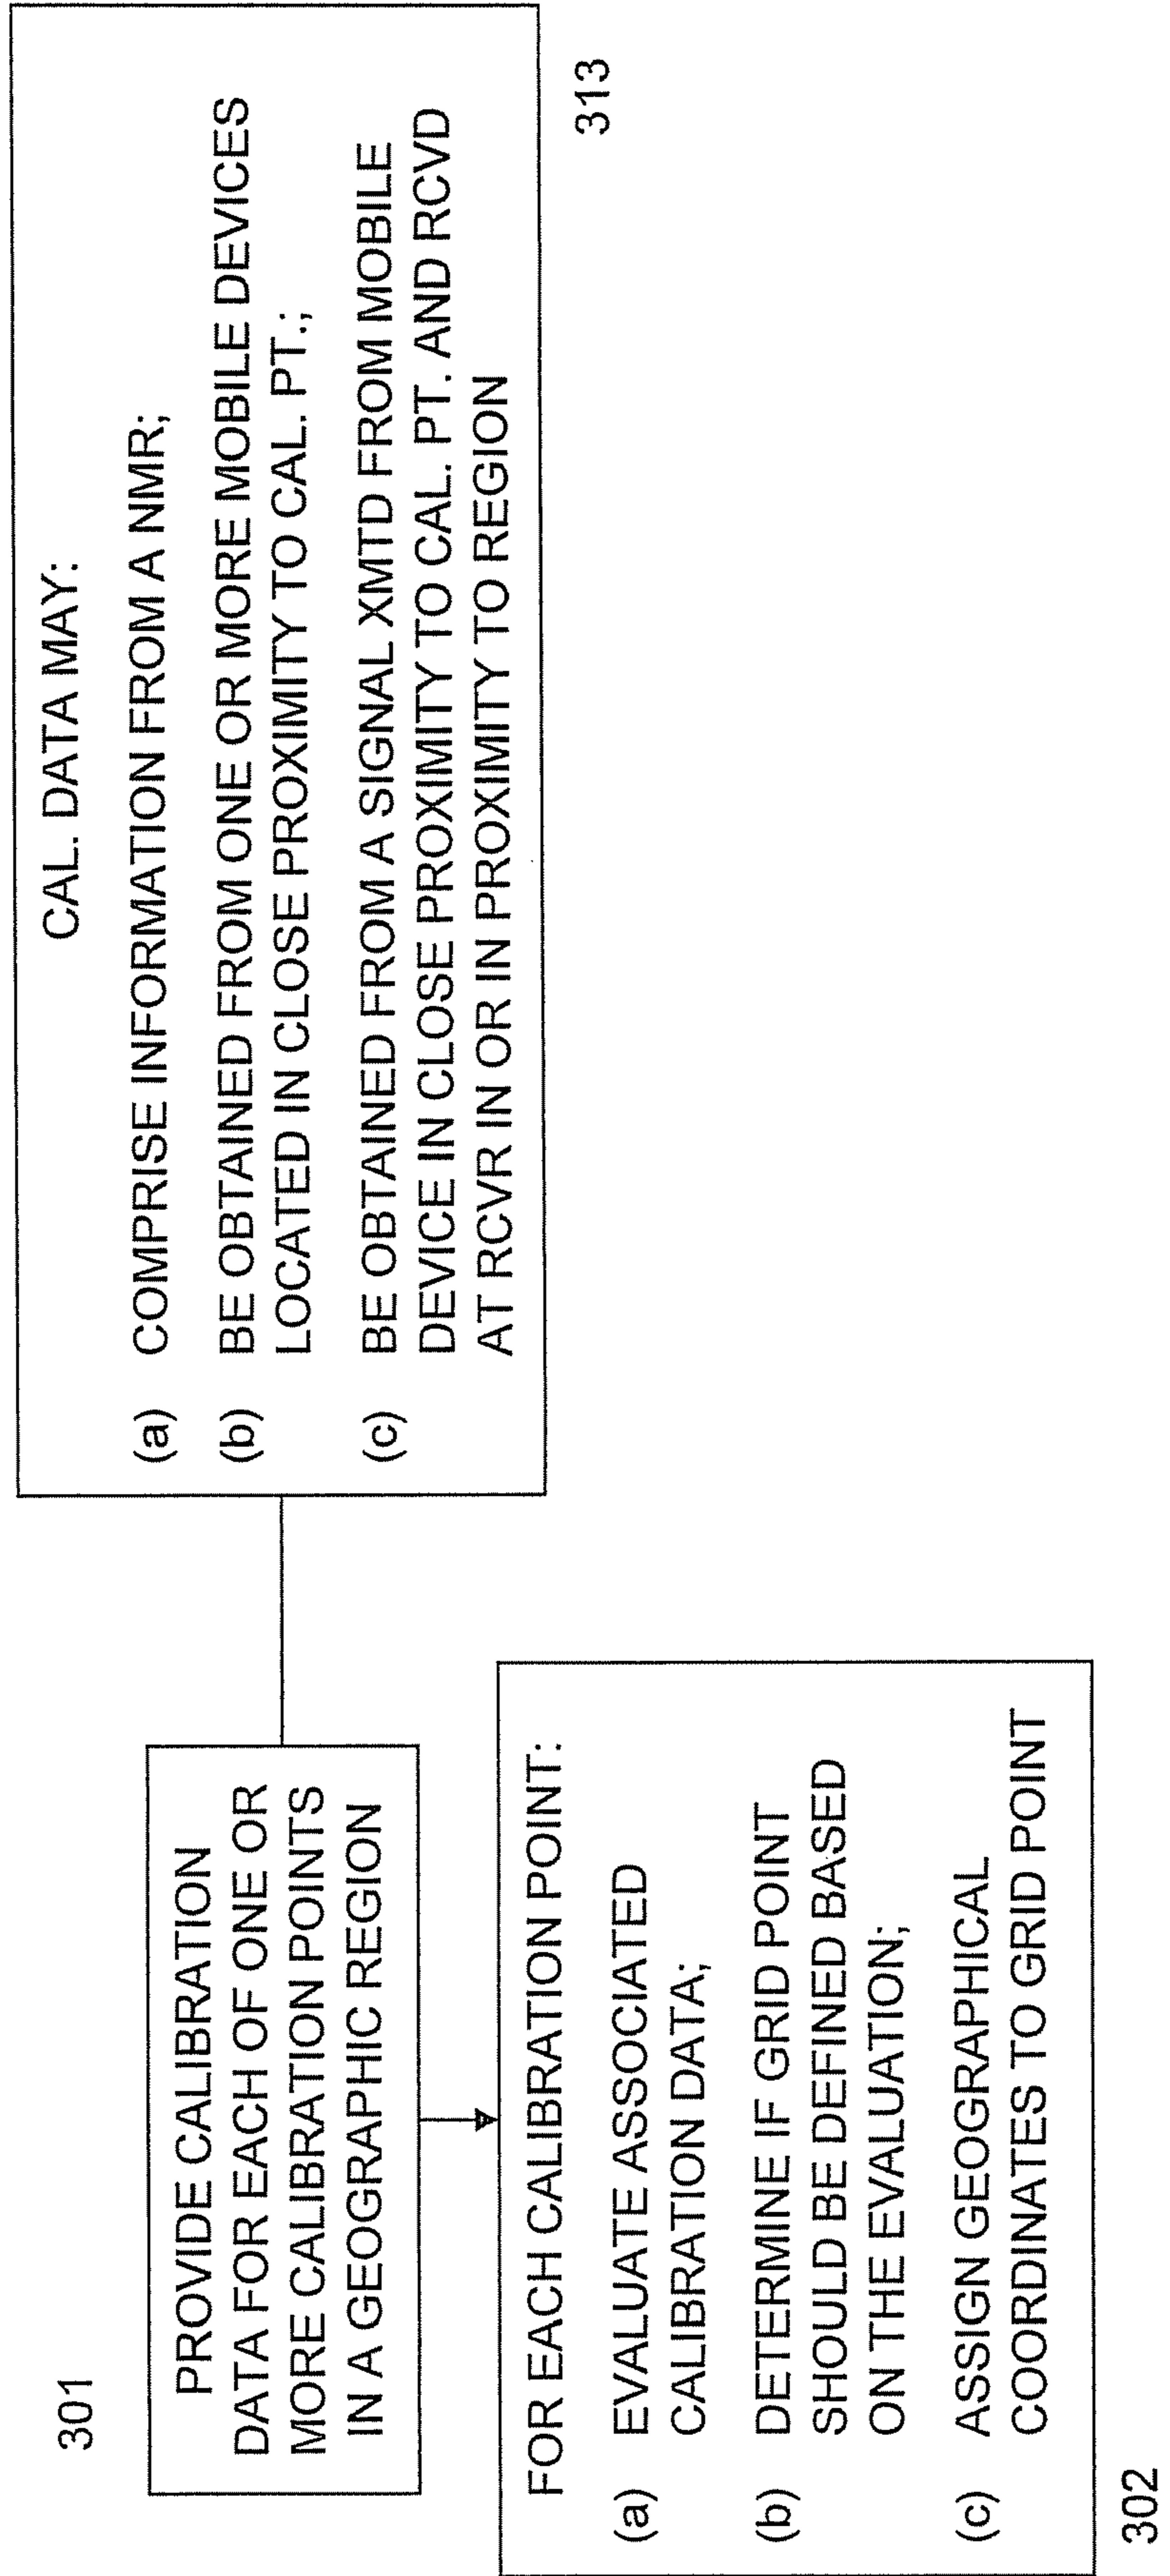 301
PROVIDE CALIBRATION
DATA FOR EACH OF ONE OR
MORE CALIBRATION POINTS
IN A GEOGRAPHIC REGION
CAL. DATA MAY:
(a) COMPRISE INFORMATION FROM A NMR;
(b) BE OBTAINED FROM ONE OR MORE MOBILE DEVICES
LOCATED IN CLOSE PROXIMITY TO CAL. PT.;
(c) BE OBTAINED FROM A SIGNAL XMTD FROM MOBILE
DEVICE IN CLOSE PROXIMITY TO CAL. PT. AND RCVD
AT RCVR IN OR IN PROXIMITY TO REGION
313
FOR EACH CALIBRATION POINT:
(a) EVALUATE ASSOCIATED
CALIBRATION DATA;
(b) DETERMINE IF GRID POINT
SHOULD BE DEFINED BASED
ON THE EVALUATION;
(c) ASSIGN GEOGRAPHICAL
COORDINATES TO GRID POINT
302